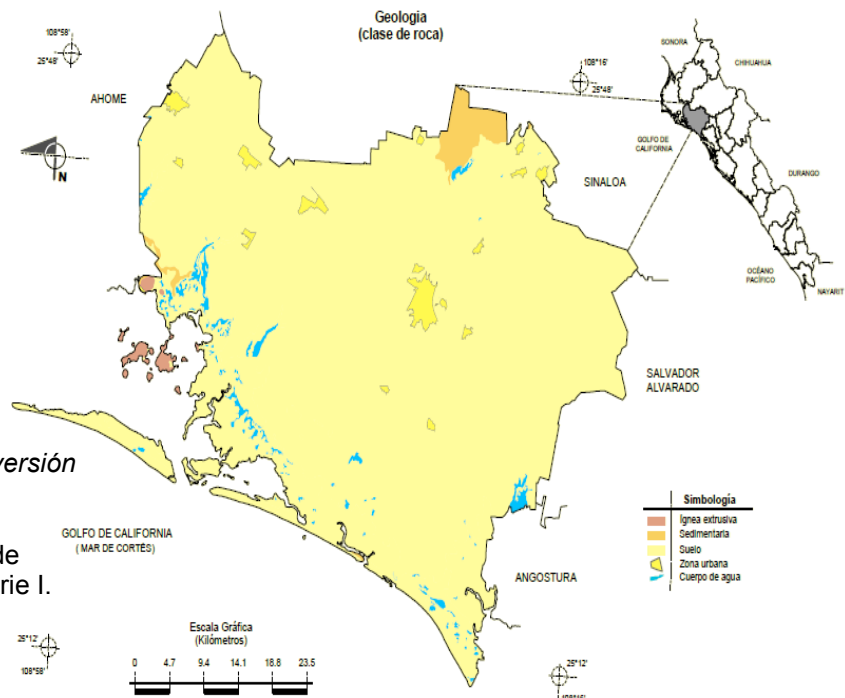 Geología
(clase de roca)
108°58'
25°48'
108°16'
25°48'
SONORA
CHIHUAHUA
AHOME
GOLFO DE
CALIFORNIA
N
SINALOA
DURANGO
OCÉANO
PACÍFICO
NAYARIT
SALVADOR
ALVARADO
versión
GOLFO DE CALIFORNIA
( MAR DE CORTÉS)
de
rie I.
Simbología
Ígnea extrusiva
Sedimentaria
Suelo
Zona urbana
Cuerpo de agua
ANGOSTURA
Escala Gráfica
(Kilómetros)
0 4.7 9.4 14.1 18.8 23.5
25°12'
108°58'
25°12'